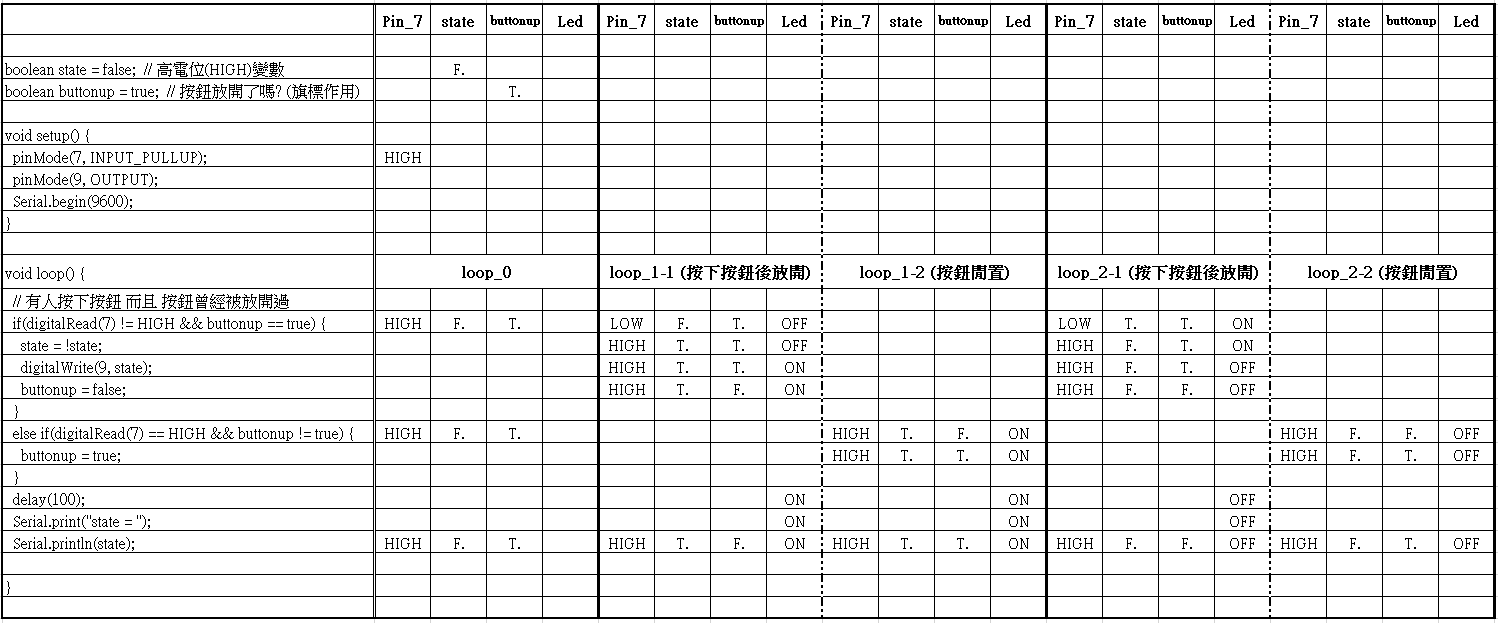 Pin_7 state buttonup Led Pin_7 state buttonup Led Pin_7 state buttonup Led Pin_7 state buttonup Led Pin_7 state buttonup Led
boolean state = false; // 高電位(HIGH)變數 F.
boolean buttonup = true; // 按鈕放開了嗎? (旗標作用) T.
void setup() {
pinMode(7, INPUT_PULLUP); HIGH
pinMode(9, OUTPUT);
Serial.begin(9600);
}
void loop() { loop_0 loop_1-1 (按下按鈕後放開) loop_1-2 (按鈕閒置) loop_2-1 (按下按鈕後放開) loop_2-2 (按鈕閒置)
// 有人按下按鈕 而且 按鈕曾經被放開過
if(digitalRead(7) != HIGH && buttonup == true) { HIGH F. T. LOW F. T. OFF LOW T. T. ON
state = !state; HIGH T. T. OFF HIGH F. T. ON
digitalWrite(9, state); HIGH T. T. ON HIGH F. T. OFF
buttonup = false; HIGH T. F. ON HIGH F. F. OFF
}
else if(digitalRead(7) == HIGH && buttonup != true) { HIGH F. T. HIGH T. F. ON HIGH F. F. OFF
buttonup = true; HIGH T. T. ON HIGH F. T. OFF
}
delay(100); ON ON OFF
Serial.print("state = "); ON ON OFF
Serial.println(state); HIGH F. T. HIGH T. F. ON HIGH T. T. ON HIGH F. F. OFF HIGH F. T. OFF
}